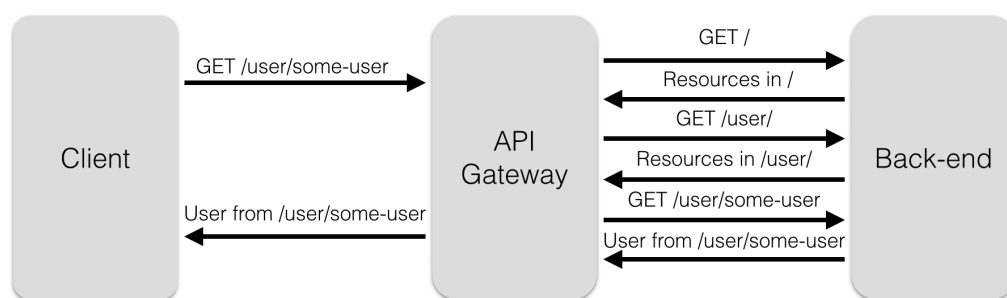 Client
GET /user/some-user
User from /user/some-user
API
Gateway
GET /
Resources in /
GET /user/
Resources in /user/
GET /user/some-user
User from /user/some-user
Back-end